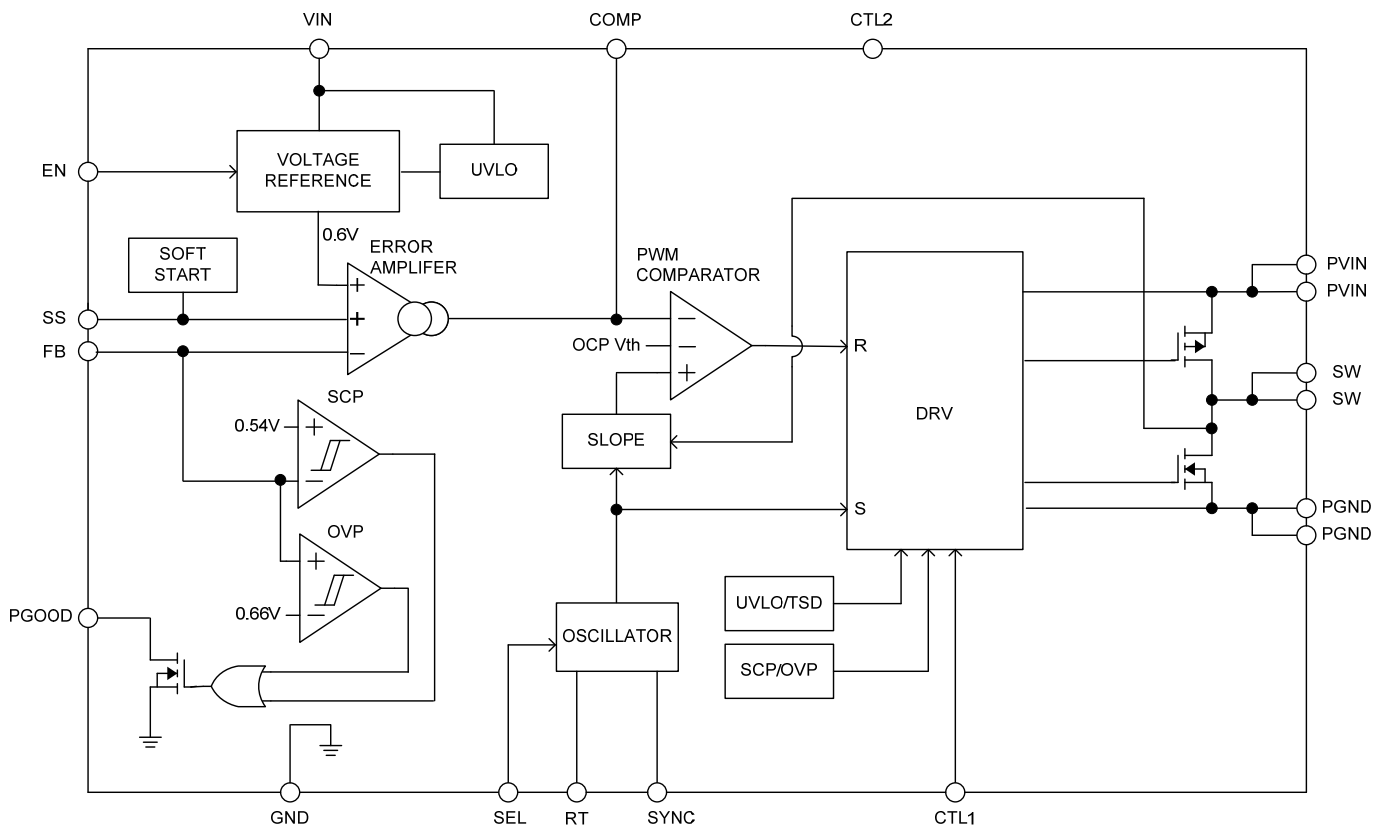 VIN
COMP
CTL2
EN
VOLTAGE
REFERENCE
UVLO
0.6V
SOFT
START
ERROR
AMPLIFER
PWM
COMPARATOR
PVIN
PVIN
SS
+
+
−
FB
−
OCP Vth
−
+
R
DRV
SW
SW
SCP
0.54V
+
−
SLOPE
S
PGND
PGND
OVP
+
0.66V
−
PGOOD
OSCILLATOR
UVLO/TSD
SCP/OVP
GND
SEL
RT
SYNC
CTL1